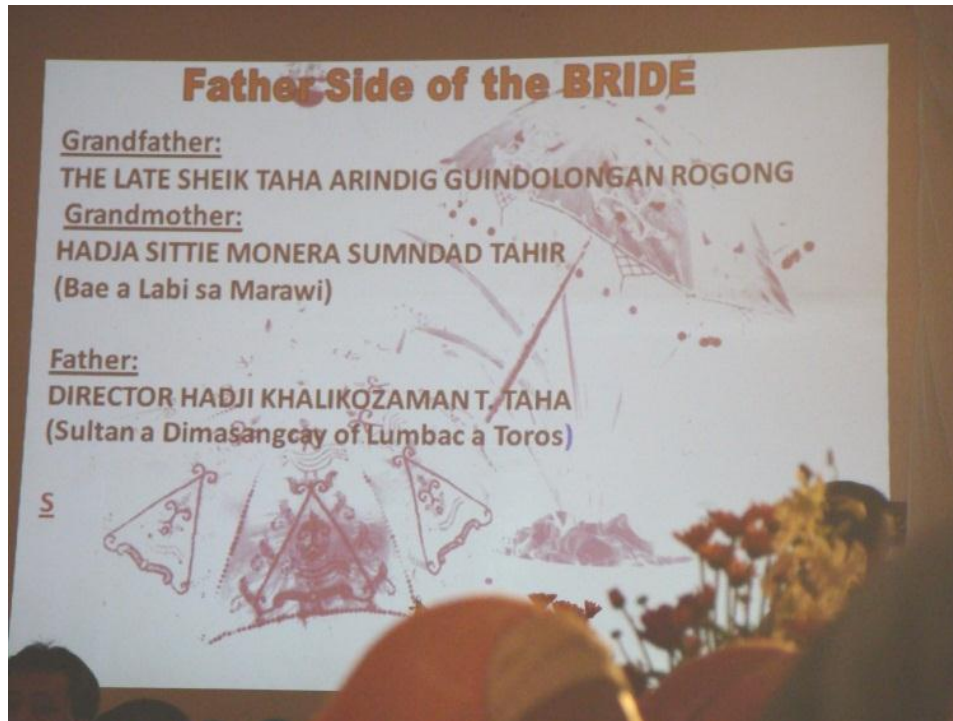 Father Side of the BRIDE
Grandfather:
THE LATE SHEIK TAHA ARINDIG GUINDOLONGAN ROGONG
Grandmother:
HADJA SITTIE MONERA SUMNDAD TAHIR
(Bae a Labi sa Marawi)
Father:
DIRECTOR HADJI KHALIKOZAMAN T. TAHA
(Sultan a Dimasangcay of Lumbac a Toros)
S